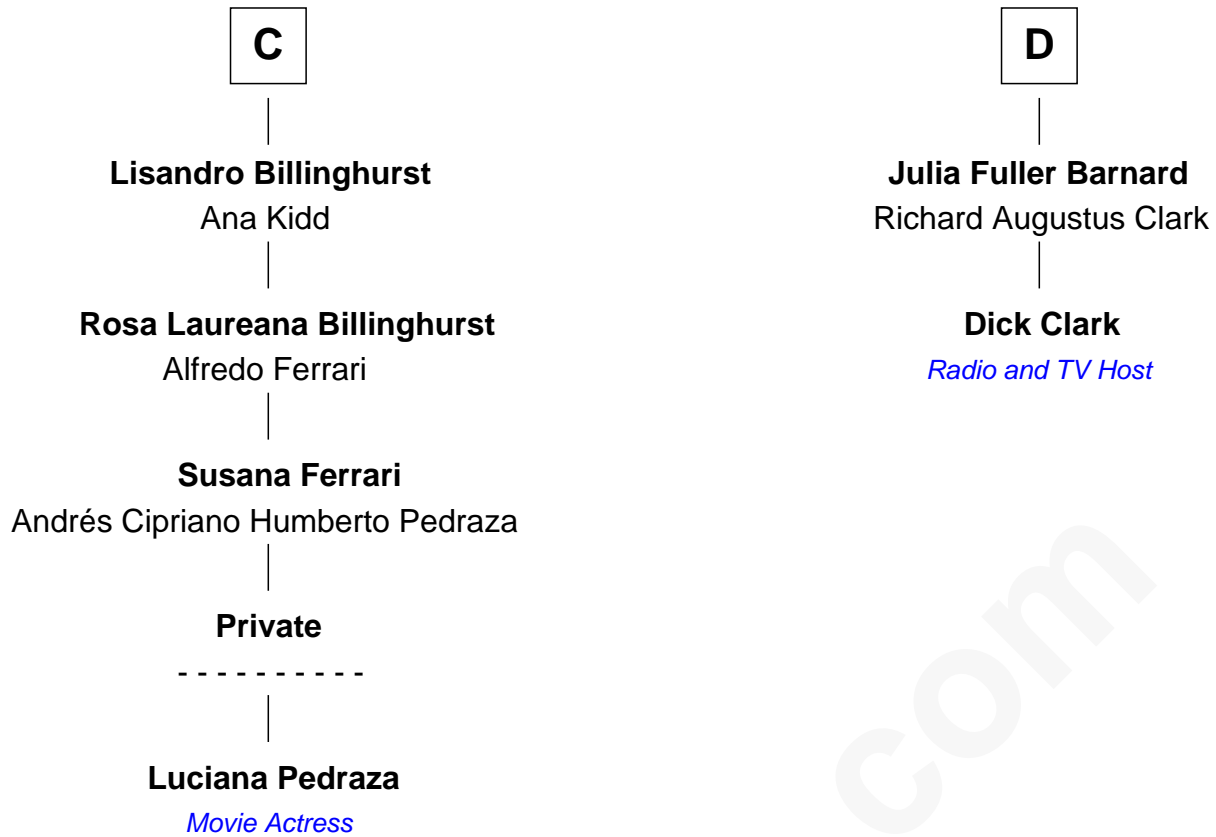 C
Lisandro Billinghurst
Ana Kidd
Rosa Laureana Billinghurst
Alfredo Ferrari
Susana Ferrari
Andrés Cipriano Humberto Pedraza
Private
- - - - - - - - - -
Luciana Pedraza
Movie Actress
D
Julia Fuller Barnard
Richard Augustus Clark
Dick Clark
Radio and TV Host
com